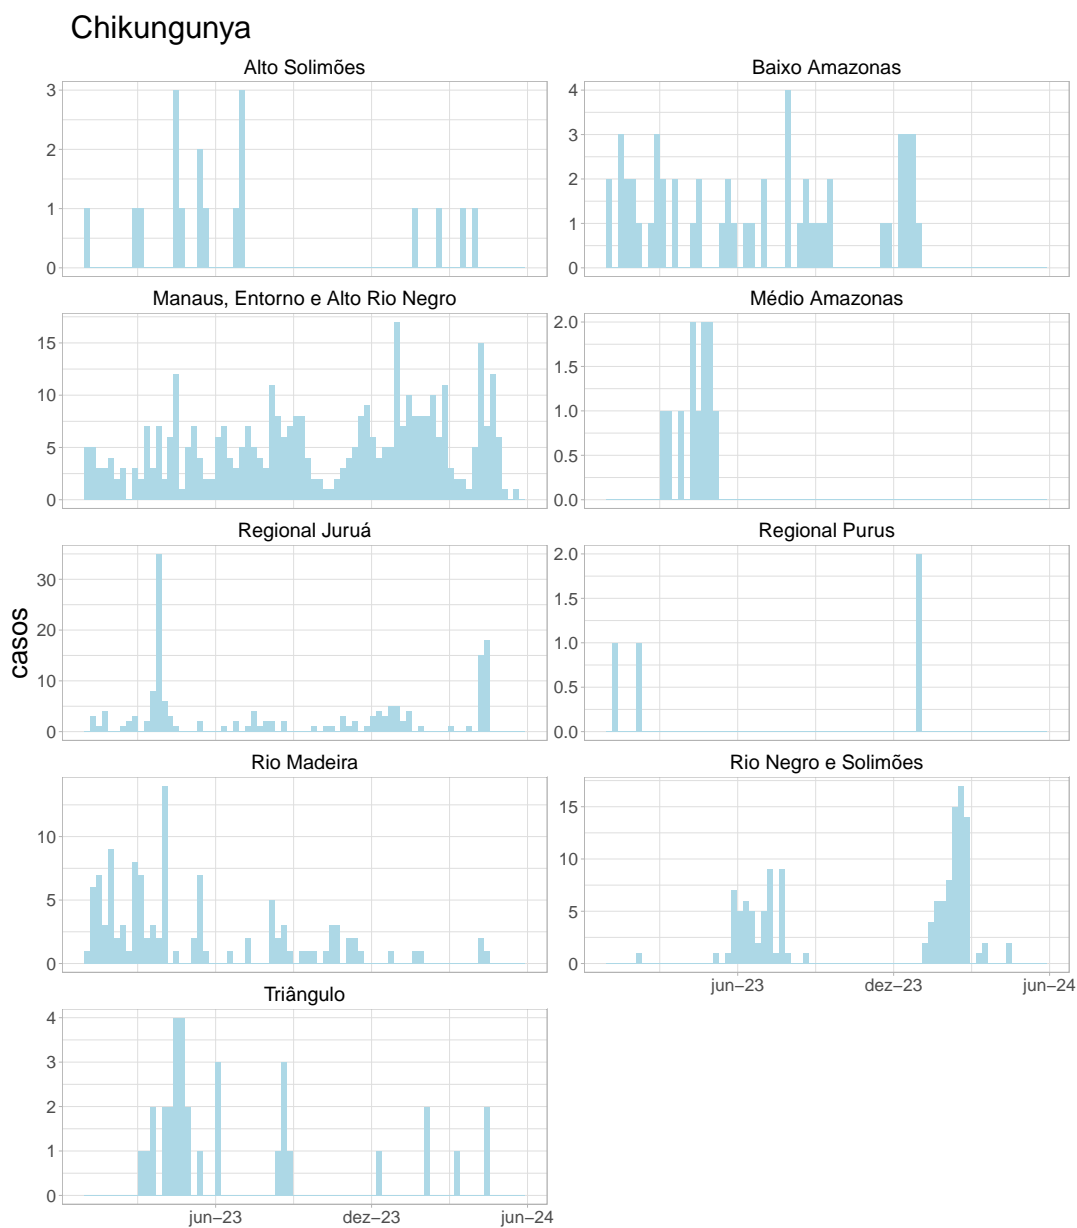 Chikungunya
Alto Solimões
Baixo Amazonas
3
2
1
0
4
3
2
1
0
Manaus, Entorno e Alto Rio Negro
Médio Amazonas
15
10
5
0
2.0
1.5
1.0
0.5
0.0
Regional Juruá
Regional Purus
30
20
10
0
2.0
1.5
1.0
0.5
0.0
casos
Rio Madeira
Rio Negro e Solimões
10
5
0
15
10
5
0
jun–23
dez–23
jun–24
Triângulo
4
3
2
1
0
jun–23
dez–23
jun–24